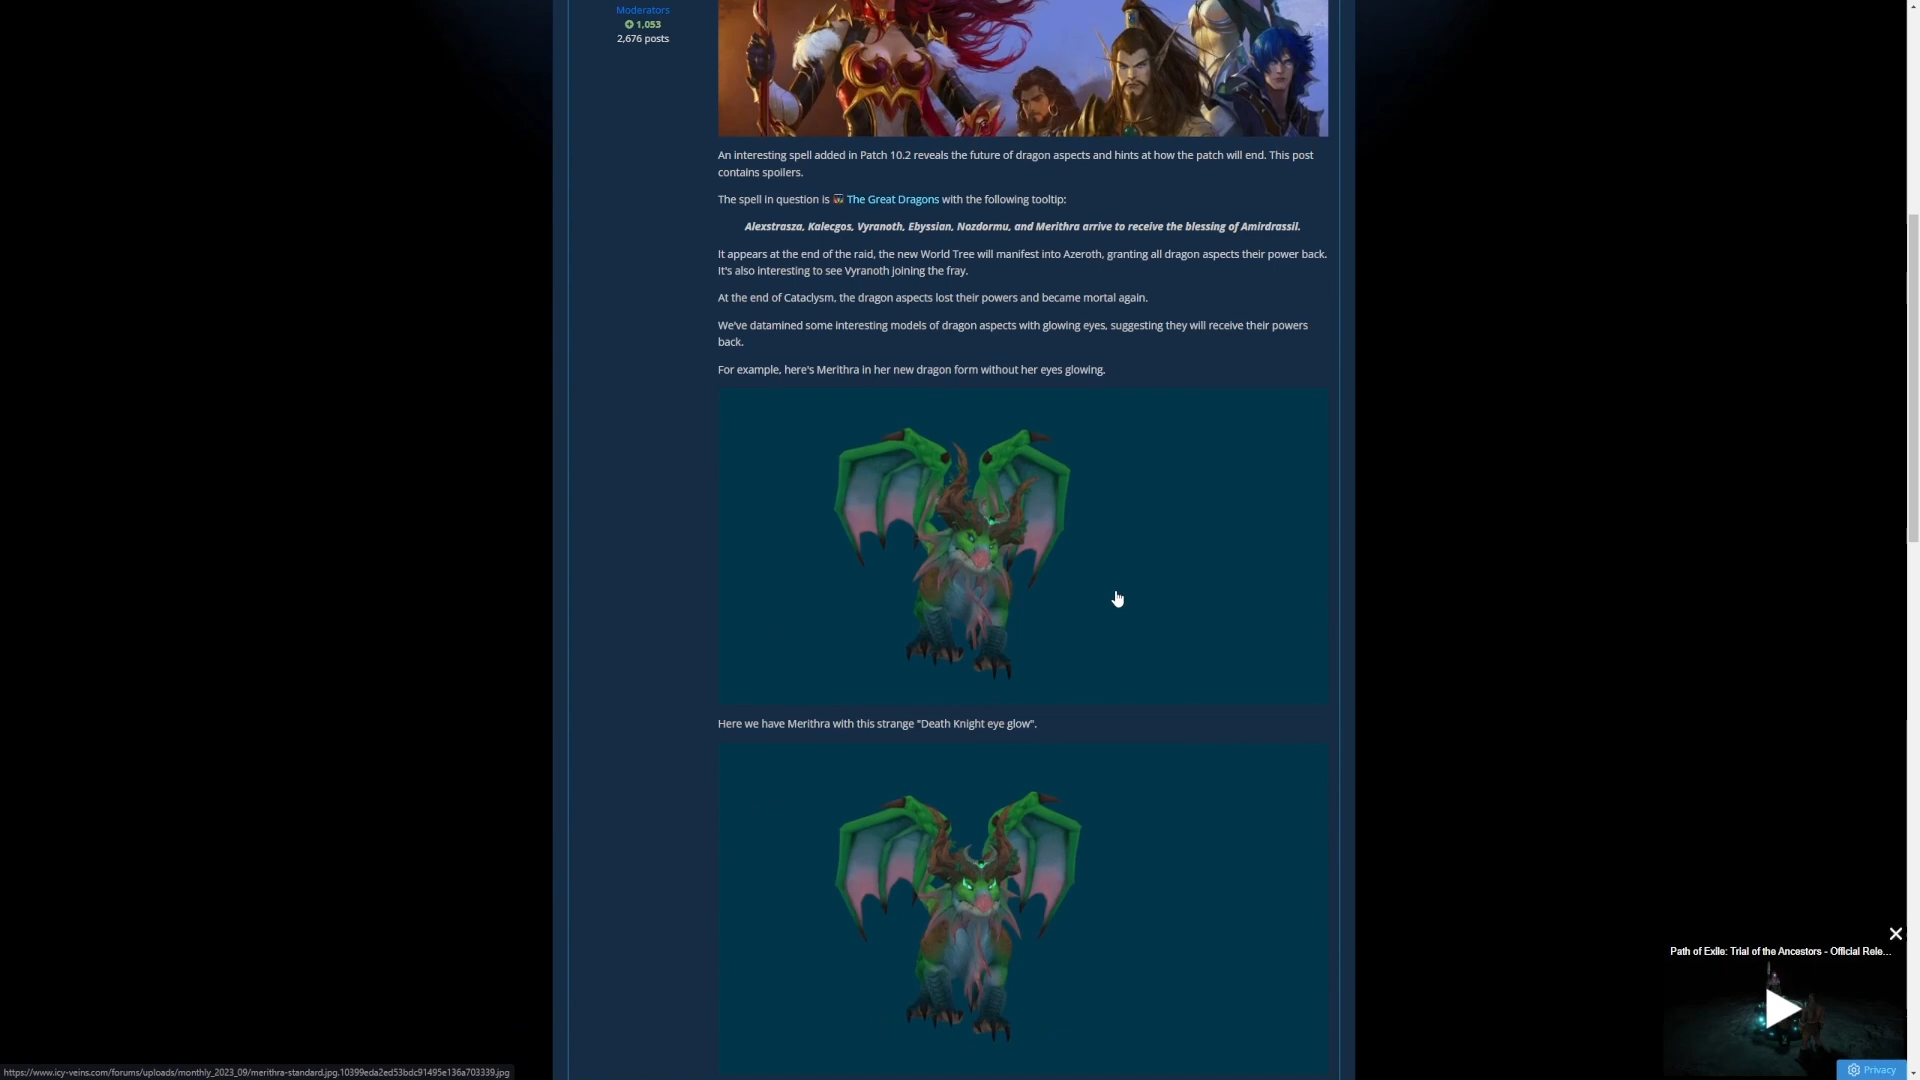 Moderators
1,053
2,676 posts
An interesting spell added in Patch 10.2 reveals the future of dragon aspects and hints at how the patch will end. This post
contains spoilers.
The spell in question is The Great Dragons with the following tooltip:
Alexstrasza, Kalecgos, Vyranoth, Ebyssian, Nozdormu, and Merithra arrive to receive the blessing of Amirdrassil.
It appears at the end of the raid, the new World Tree will manifest into Azeroth, granting all dragon aspects their power back.
It's also interesting to see Vyranoth joining the fray.
At the end of Cataclysm, the dragon aspects lost their powers and became mortal again.
We've datamined some interesting models of dragon aspects with glowing eyes, suggesting they will receive their powers
back.
For example, here's Merithra in her new dragon form without her eyes glowing.
Here we have Merithra with this strange "Death Knight eye glow".
Path of Exile: Trial of the Ancestors - Official Rele...
Privacy
https://www.icy-veins.com/forums/uploads/monthly_2023_09/merithra-standard.jpg.10399eda2ed53bdc91495e136a703339.jpg